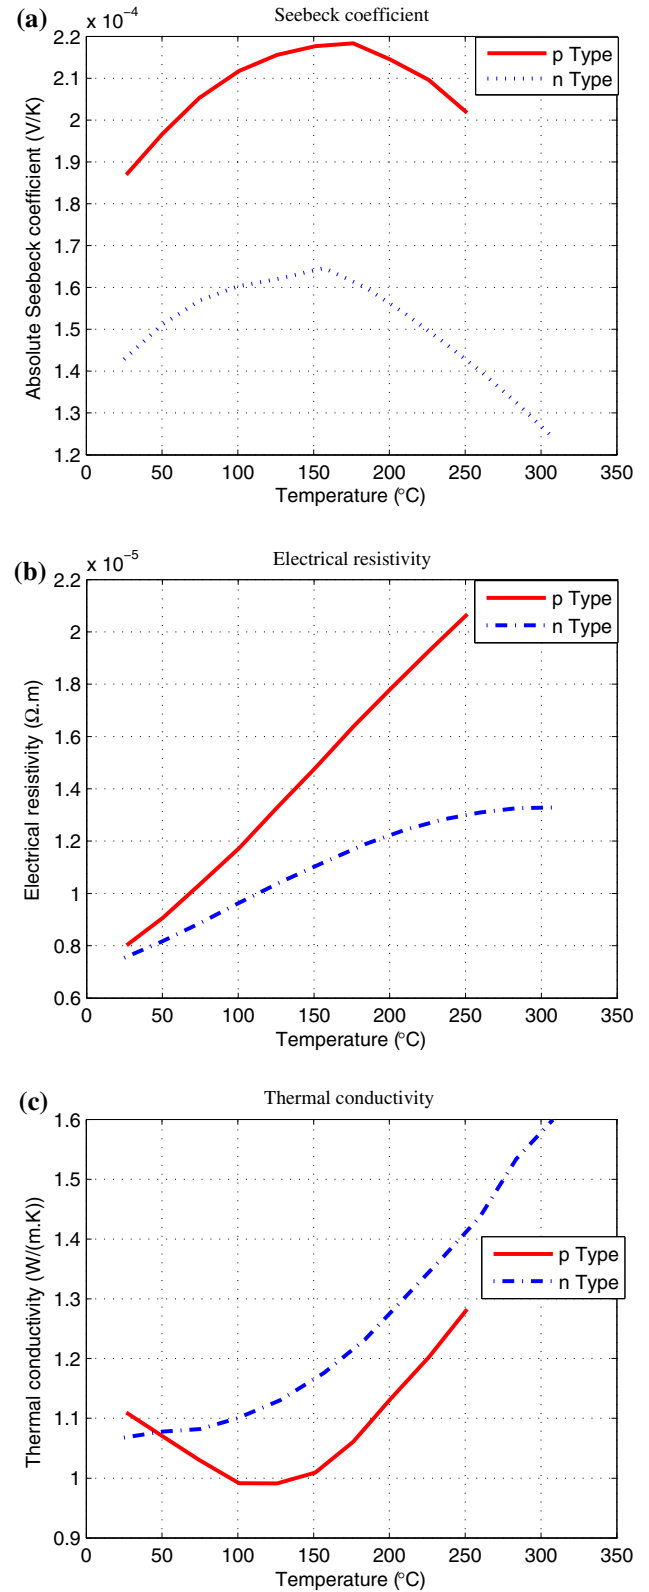 (a)
Seebeck coefficient
x 10−4
2.2
2.1
2
1.9
1.8
1.7
1.6
1.5
1.4
1.3
1.2
Absolute Seebeck coefficient (V/K)
p Type
n Type
0 50 100 150 200 250 300 350
Temperature (°C)
(b)
Electrical resistivity
x 10−5
2.2
2
1.8
1.6
1.4
1.2
1
0.8
0.6
Electrical resistivity (Ω.m)
p Type
n Type
0 50 100 150 200 250 300 350
Temperature (°C)
(c)
Thermal conductivity
1.6
1.5
1.4
1.3
1.2
1.1
1
0.9
Thermal conductivity (W/(m.K))
p Type
n Type
0 50 100 150 200 250 300 350
Temperature (°C)